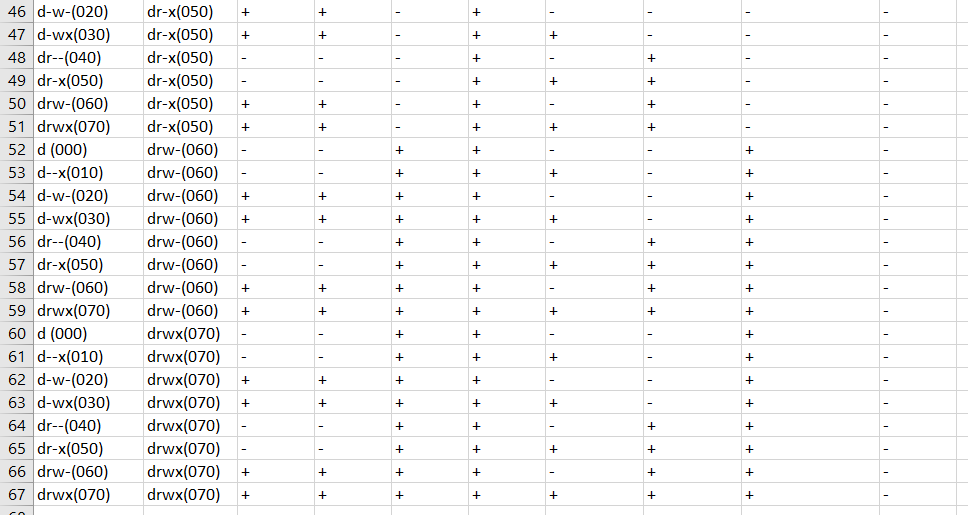 46 d-w-(020) dr-x(050) + + - + - - - -
47 d-wx(030) dr-x(050) + + - + + - - -
48 dr--(040) dr-x(050) - - - + - + - -
49 dr-x(050) dr-x(050) - - - + + + - -
50 drw-(060) dr-x(050) + + - + - + - -
51 drwx(070) dr-x(050) + + - + + + - -
52 d (000) drw-(060) - - + + - - + -
53 d--x(010) drw-(060) - - + + + - + -
54 d-w-(020) drw-(060) + + + + - - + -
55 d-wx(030) drw-(060) + + + + + - + -
56 dr--(040) drw-(060) - - + + - + + -
57 dr-x(050) drw-(060) - - + + + + + -
58 drw-(060) drw-(060) + + + + - + + -
59 drwx(070) drw-(060) + + + + + + + -
60 d (000) drwx(070) - - + + - - + -
61 d--x(010) drwx(070) - - + + + - + -
62 d-w-(020) drwx(070) + + + + - - + -
63 d-wx(030) drwx(070) + + + + + - + -
64 dr--(040) drwx(070) - - + + - + + -
65 dr-x(050) drwx(070) - - + + + + + -
66 drw-(060) drwx(070) + + + + - + + -
67 drwx(070) drwx(070) + + + + + + + -